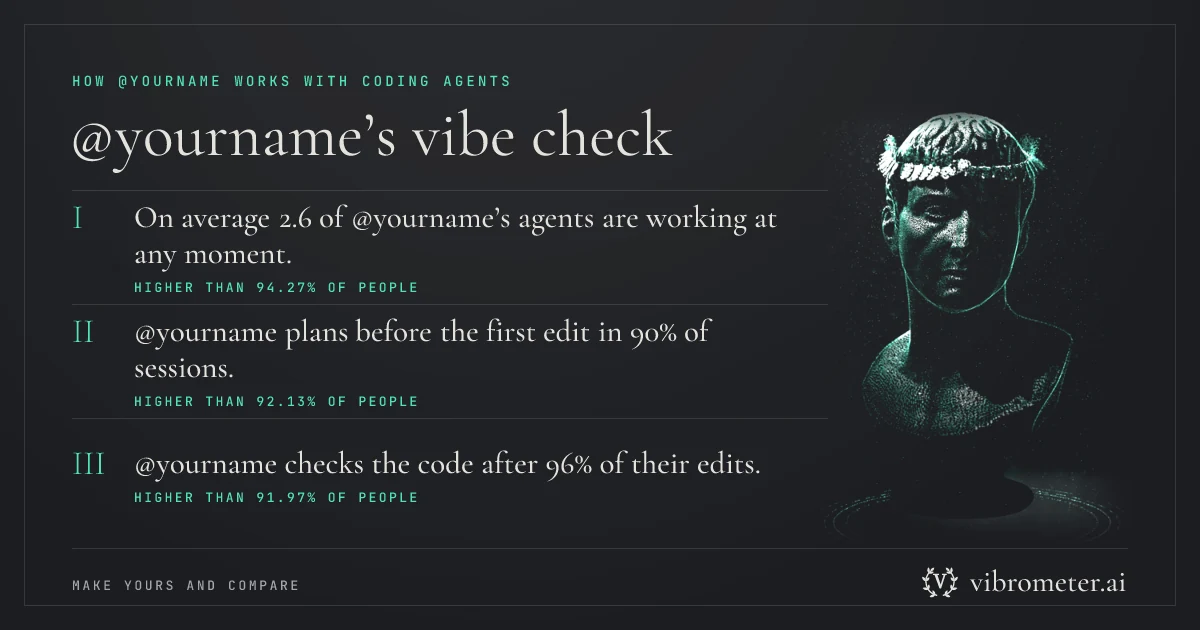 HOW @YOURNAME WORKS WITH CODING AGENTS
@yourname’s vibe check
I
On average 2.6 of @yourname’s agents are working at
any moment.
HIGHER THAN 94.27% OF PEOPLE
II
@yourname plans before the first edit in 90% of
sessions.
HIGHER THAN 92.13% OF PEOPLE
III
@yourname checks the code after 96% of their edits.
HIGHER THAN 91.97% OF PEOPLE
MAKE YOURS AND COMPARE
V vibrometer.ai